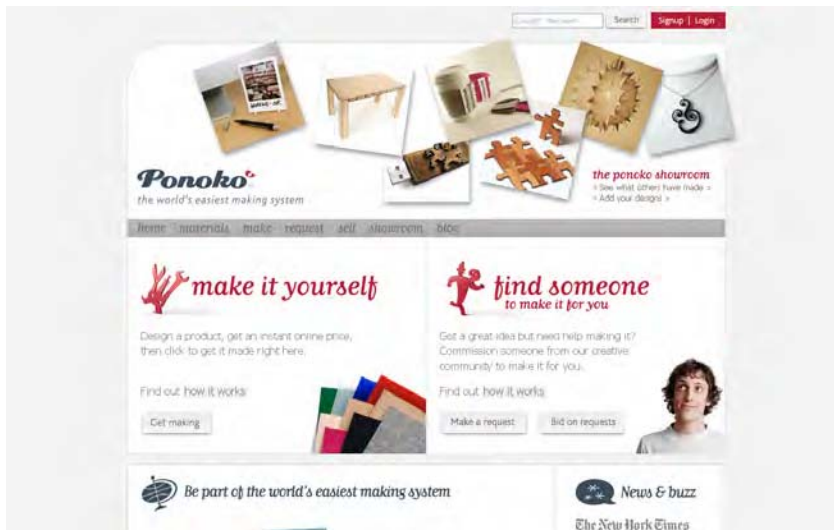 Search
Signup | Login
Ponoko
the world's easiest making system
the ponoko showroom
» See what others have made »
» Add your designs »
home materials make request sell showroom blog
make it yourself
Design a product, get an instant online price,
then click to get it made right here.
Find out how it works
Get making
find someone
to make it for you
Got a great idea but need help making it?
Commission someone from our creative
community to make it for you.
Find out how it works
Make a request
Bid on requests
Be part of the world's easiest making system
News & buzz
The New York Times